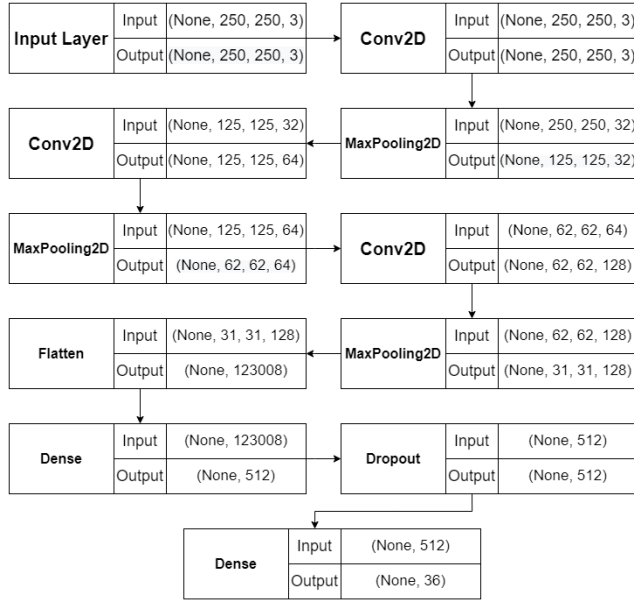 Input Layer Input (None, 250, 250, 3)
Output (None, 250, 250, 3)
Conv2D Input (None, 250, 250, 3)
Output (None, 250, 250, 3)
MaxPooling2D Input (None, 250, 250, 32)
Output (None, 125, 125, 32)
Conv2D Input (None, 125, 125, 32)
Output (None, 125, 125, 64)
MaxPooling2D Input (None, 125, 125, 64)
Output (None, 62, 62, 64)
Conv2D Input (None, 62, 62, 64)
Output (None, 62, 62, 128)
MaxPooling2D Input (None, 62, 62, 128)
Output (None, 31, 31, 128)
Flatten Input (None, 31, 31, 128)
Output (None, 123008)
Dense Input (None, 123008)
Output (None, 512)
Dropout Input (None, 512)
Output (None, 512)
Dense Input (None, 512)
Output (None, 36)